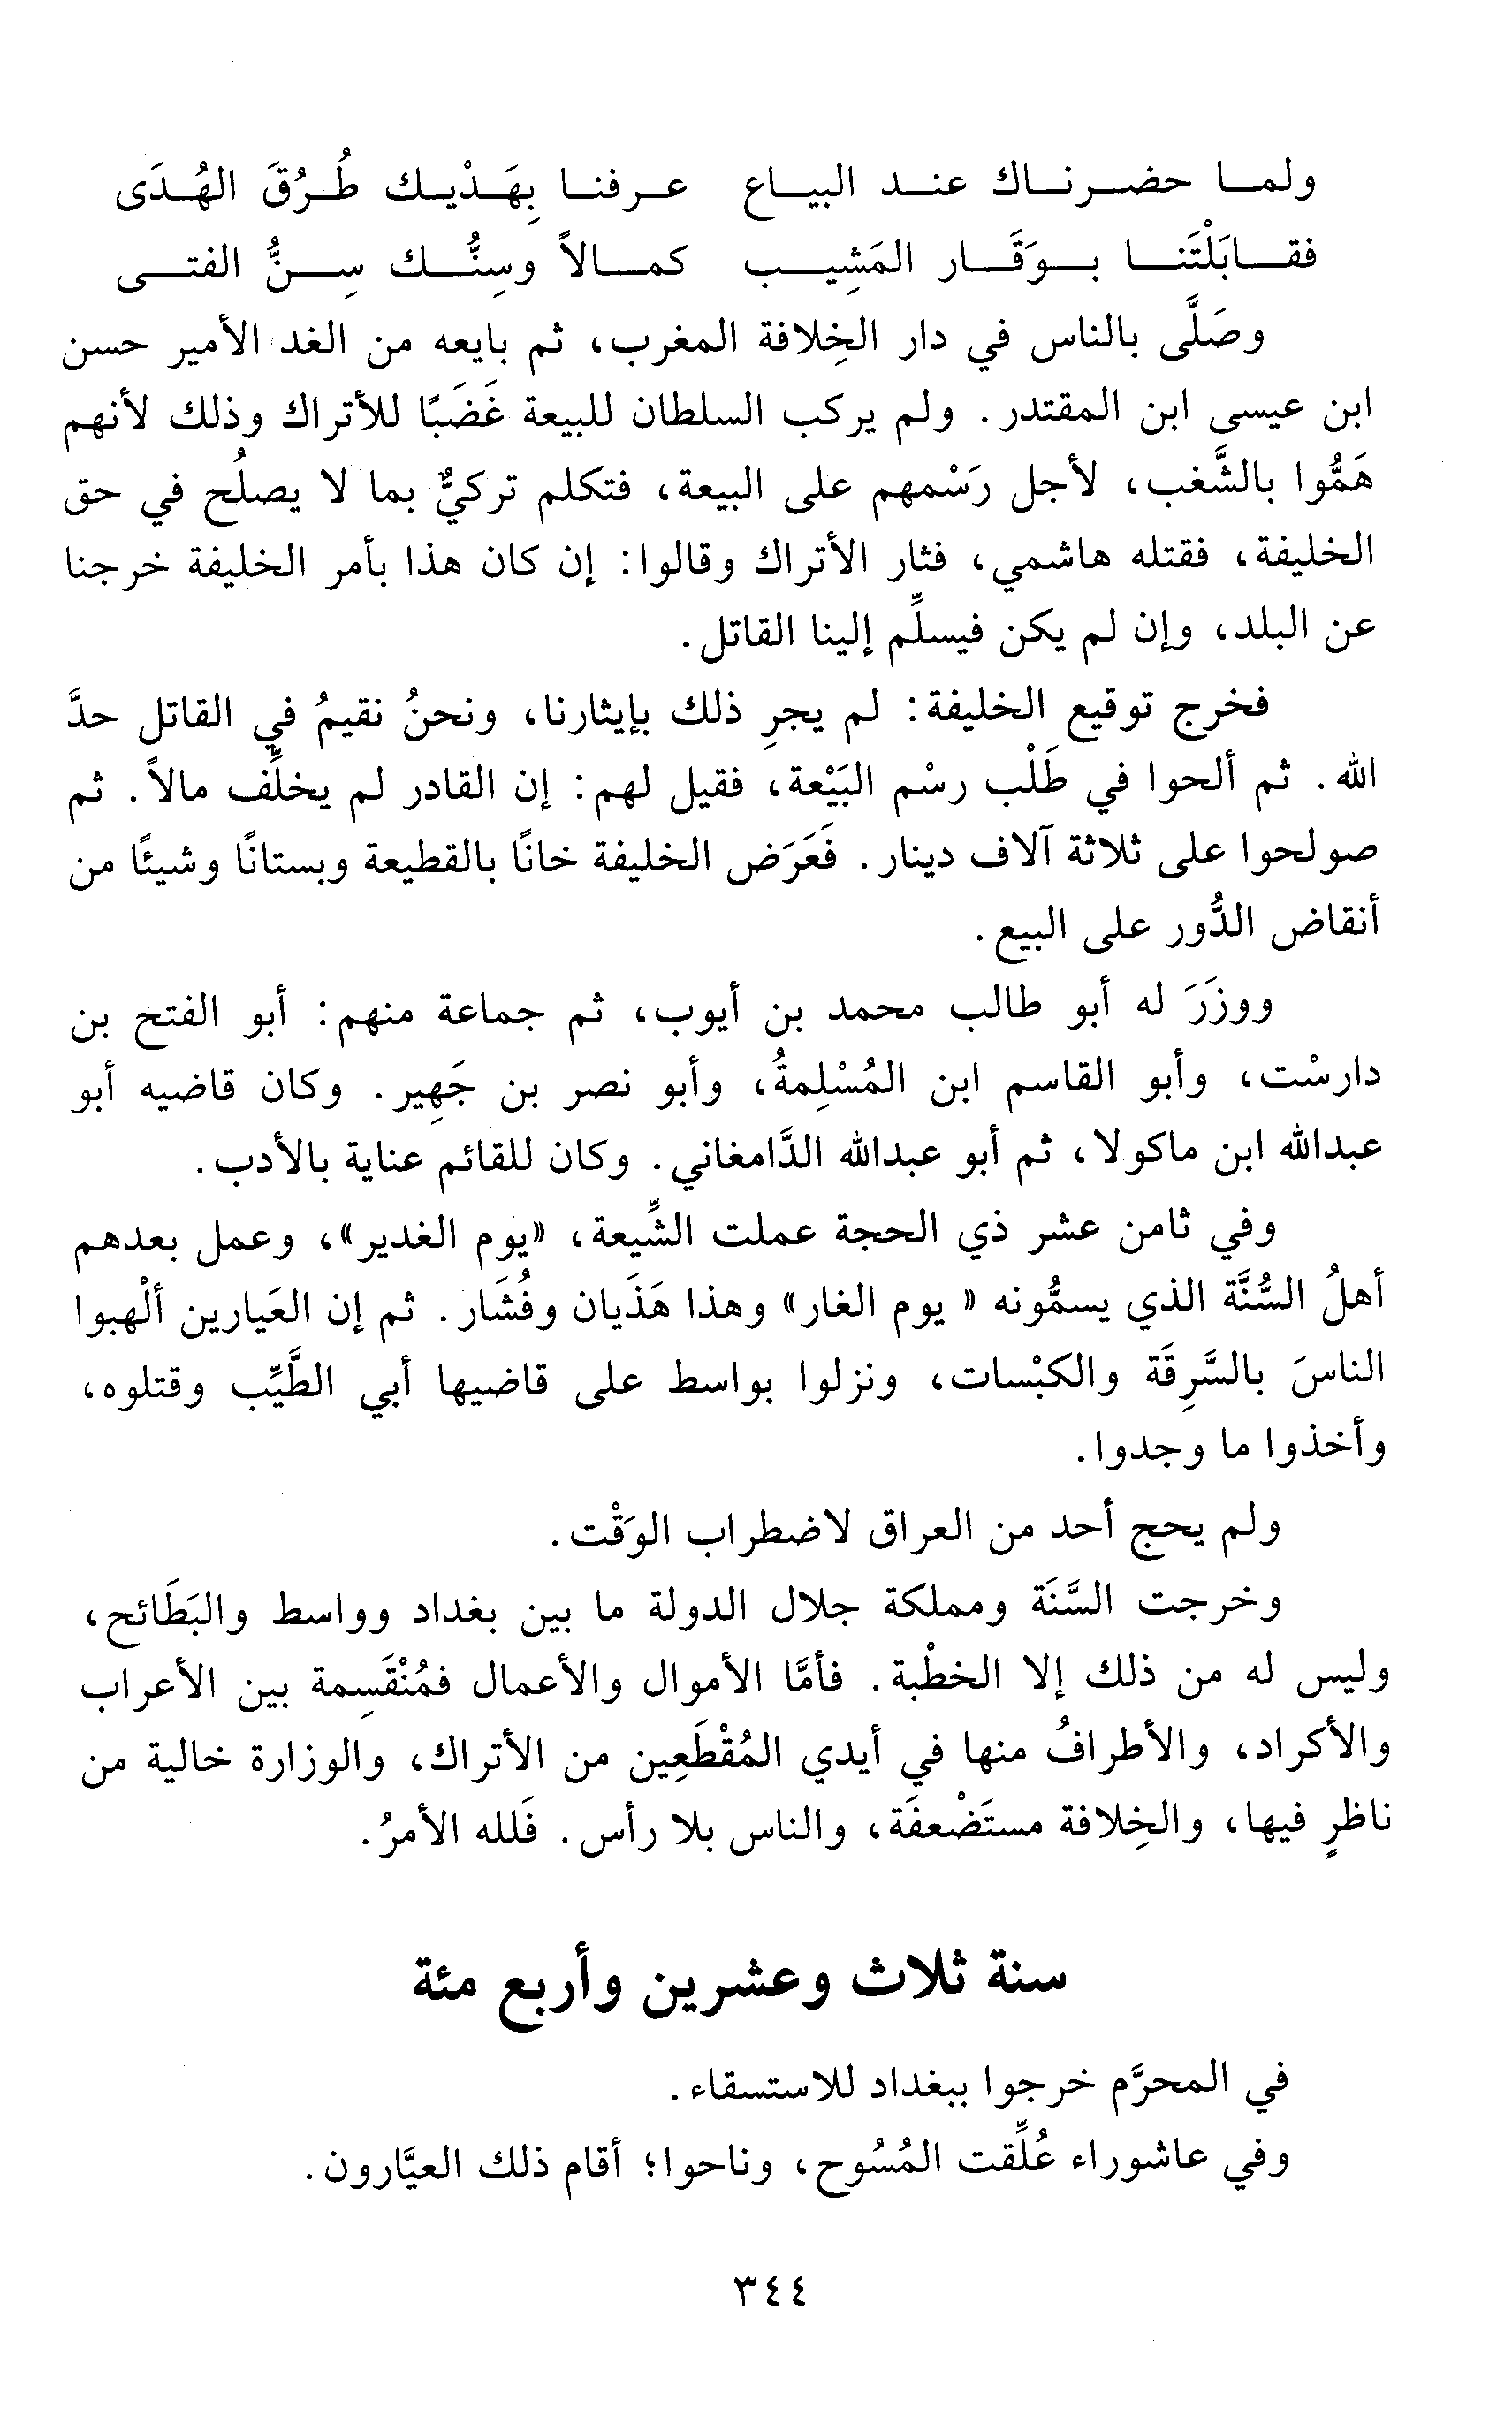 ولما حضرناك عند البياع عرفنا بِهَدْيك طُرُقَ الهُدَى
فقابَلْتَنا بوَقَار المَشِيب كمالاً وسِنُّك سِنُّ الفتى
وصَلَّى بالناس في دار الخِلافة المغرب، ثم بايعه من الغد الأمير حسن
ابن عيسى ابن المقتدر. ولم يركب السلطان للبيعة غَضَبًا للأتراك وذلك لأنهم
هَمُّوا بالشَّغب، لأجل رَسْمهم على البيعة، فتكلم تركيٌّ بما لا يصلُح في حق
الخليفة، فقتله هاشمي، فثار الأتراك وقالوا: إن كان هذا بأمر الخليفة خرجنا
عن البلد، وإن لم يكن فيسلِّم إلينا القاتل.
فخرج توقيع الخليفة: لم يجرِ ذلك بإيثارنا، ونحنُ نقيمُ في القاتل حدَّ
الله. ثم ألحوا في طَلْب رسْم البَيْعة، فقيل لهم: إن القادر لم يخلِّف مالاً. ثم
صولحوا على ثلاثة آلاف دينار. فَعَرَض الخليفة خانًا بالقطيعة وبستانًا وشيئًا من
أنقاض الدُّور على البيع.
ووزَرَ له أبو طالب محمد بن أيوب، ثم جماعة منهم: أبو الفتح بن
دارسْت، وأبو القاسم ابن المُسْلِمةُ، وأبو نصر بن جَهِير. وكان قاضيه أبو
عبدالله ابن ماكولا، ثم أبو عبدالله الدَّامغاني. وكان للقائم عناية بالأدب.
وفي ثامن عشر ذي الحجة عملت الشِّيعة، «يوم الغدير»، وعمل بعدهم
أهلُ السُّنَّة الذي يسمُّونه « يوم الغار» وهذا هَذَيان وفُشَار. ثم إن العَيارين ألْهبوا
الناسَ بالسَّرِقَة والكبْسات، ونزلوا بواسط على قاضيها أبي الطَّيِّب وقتلوه،
وأخذوا ما وجدوا.
ولم يحج أحد من العراق لاضطراب الوَقْت.
وخرجت السَّنَة ومملكة جلال الدولة ما بين بغداد وواسط والبَطَائح،
وليس له من ذلك إلا الخطْبة. فأمَّا الأموال والأعمال فمُنْقَسِمة بين الأعراب
والأكراد، والأطرافُ منها في أيدي المُقْطَعِين من الأتراك، والوزارة خالية من
ناظرٍ فيها، والخِلافة مستَضْعفَة، والناس بلا رأس. فَلله الأمرُ.
سنة ثلاث وعشرين وأربع مئة
في المحرَّم خرجوا ببغداد للاستسقاء.
وفي عاشوراء عُلِّقت المُسُوح، وناحوا؛ أقام ذلك العيَّارون.
٣٤٤